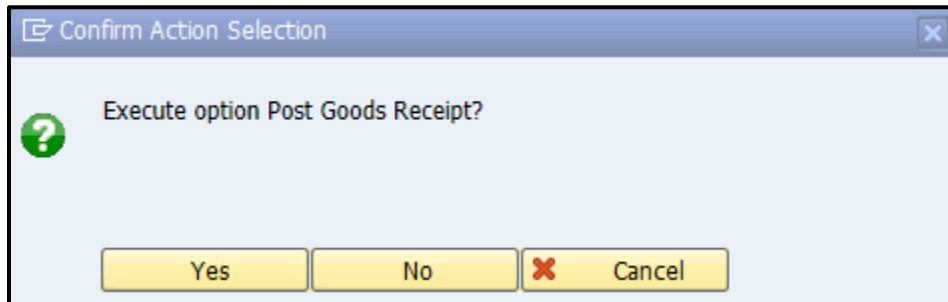 Confirm Action Selection
Execute option Post Goods Receipt?
Yes No Cancel